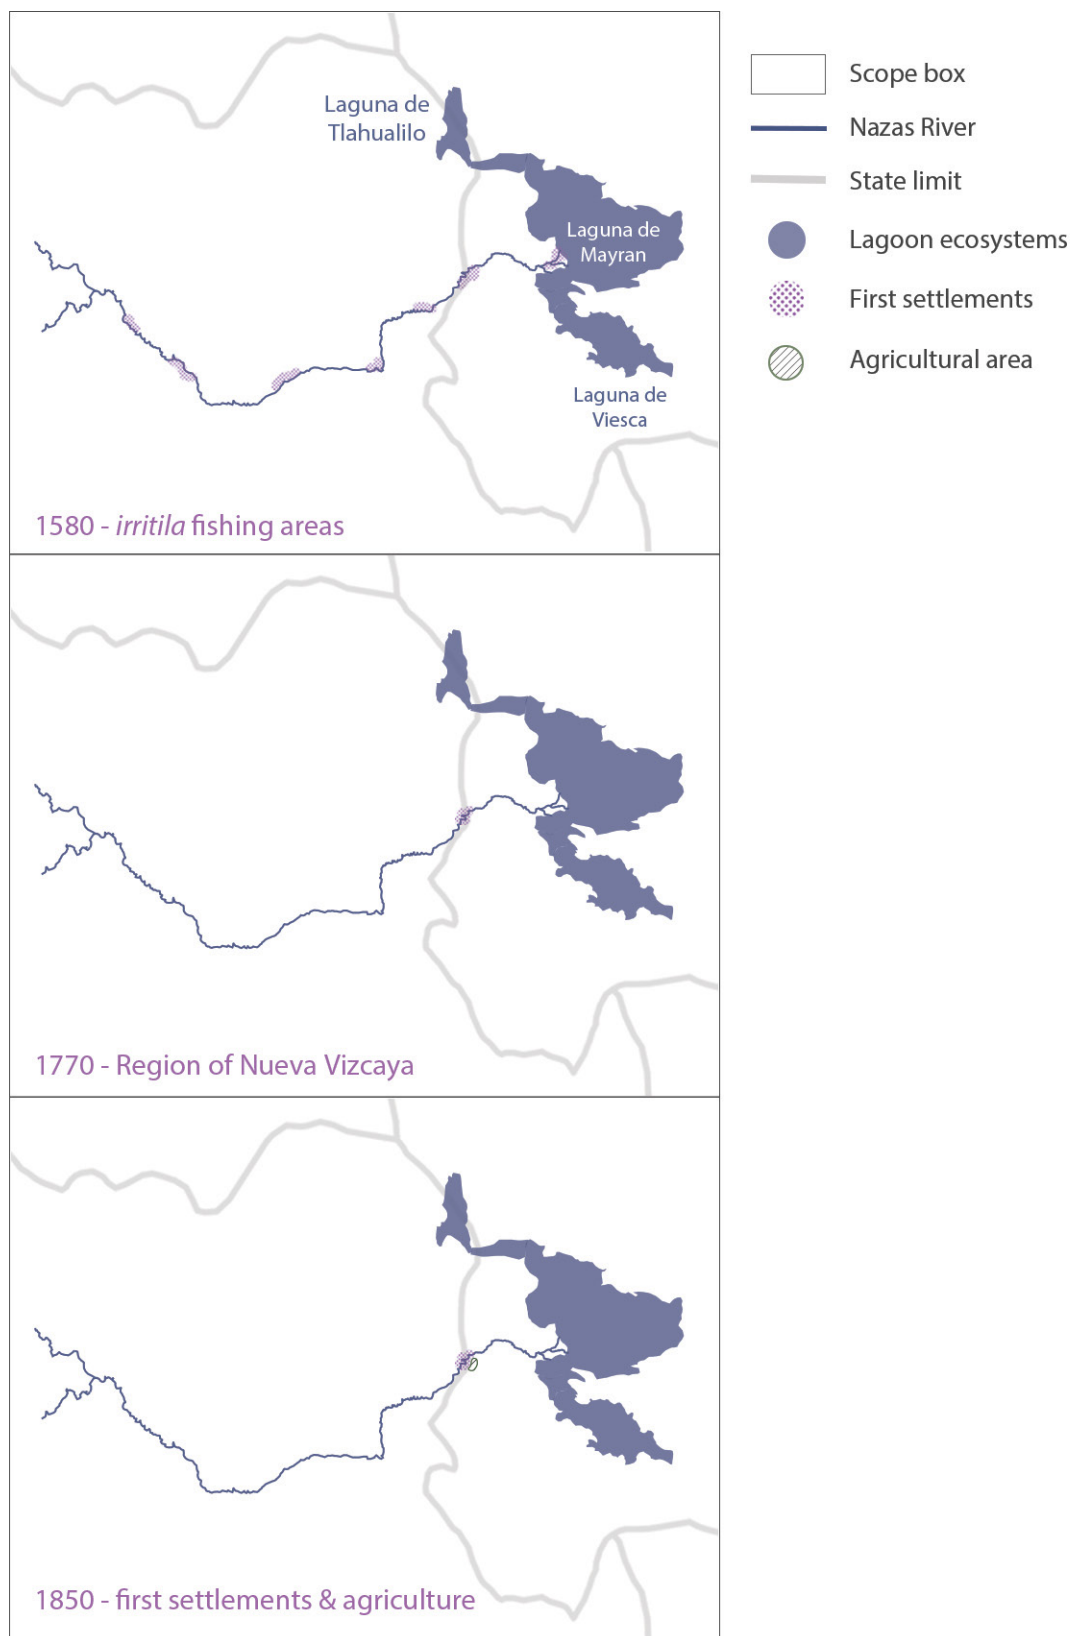 Laguna de
Tlahualilo
Laguna de
Mayran
Laguna de
Viesca
1580 - irritila fishing areas
1770 - Region of Nueva Vizcaya
1850 - first settlements & agriculture
Scope box
Nazas River
State limit
Lagoon ecosystems
First settlements
Agricultural area